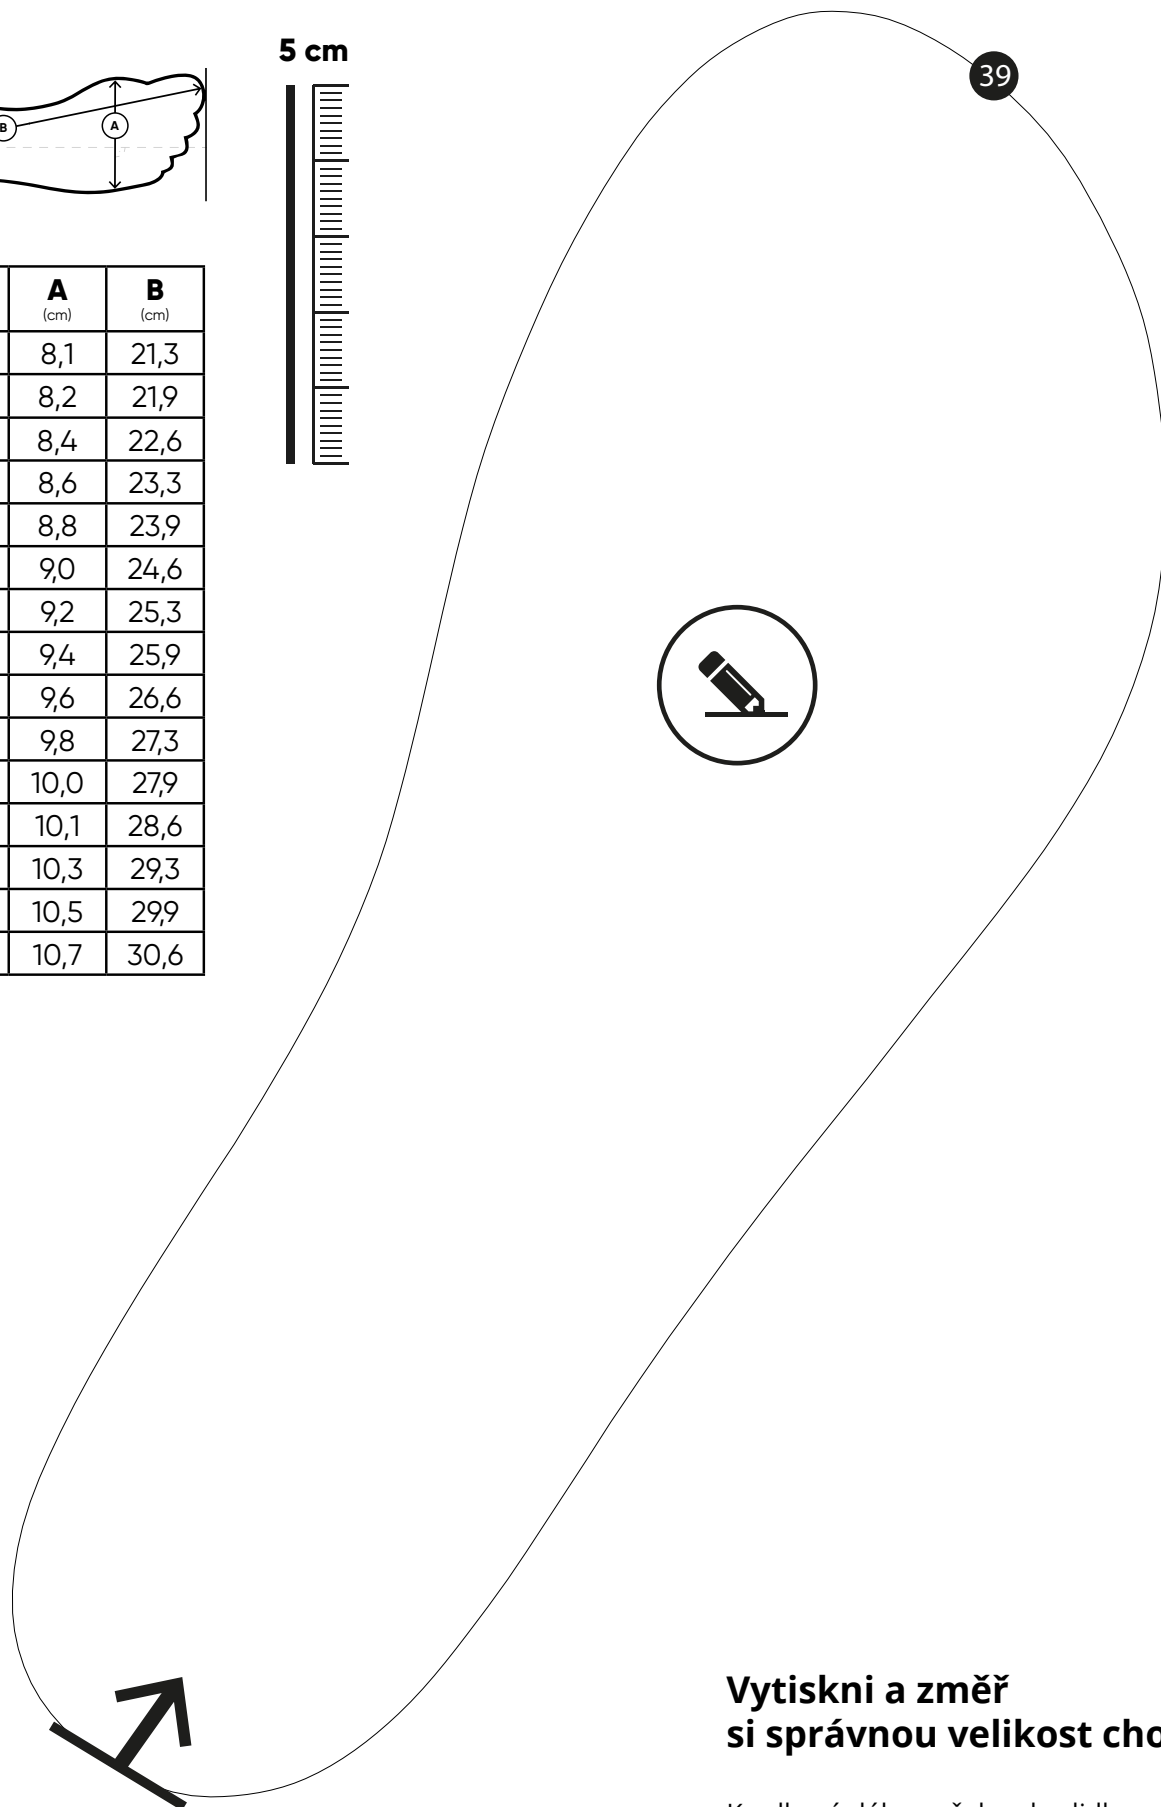 5 cm
39
B
A
A B
(cm) (cm)
8,1 21,3
8,2 21,9
8,4 22,6
8,6 23,3
8,8 23,9
9,0 24,6
9,2 25,3
9,4 25,9
9,6 26,6
9,8 27,3
10,0 27,9
10,1 28,6
10,3 29,3
10,5 29,9
10,7 30,6
Vytiskni a změř
si správnou velikost cho